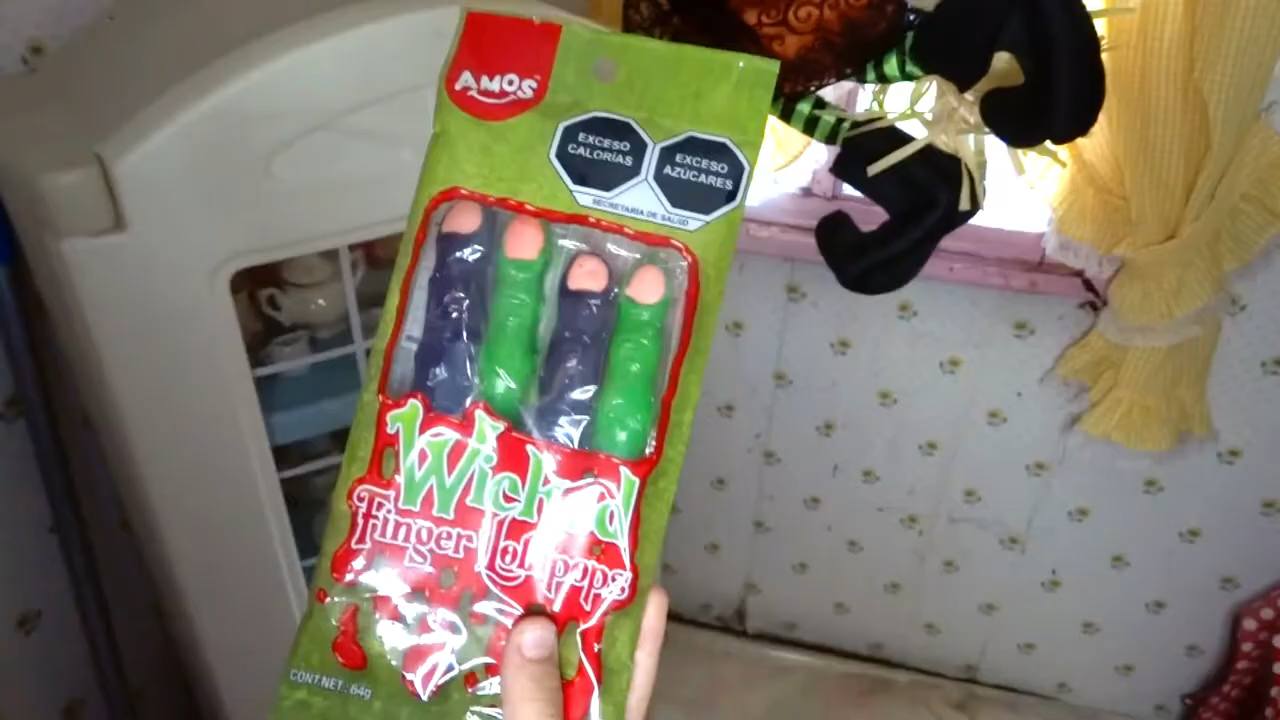 AMOS
EXCESO
CALORÍAS
EXCESO
AZÚCARES
SECRETARÍA DE SALUD
Wicked
Finger Lollipops
CONT.NET.: 64g